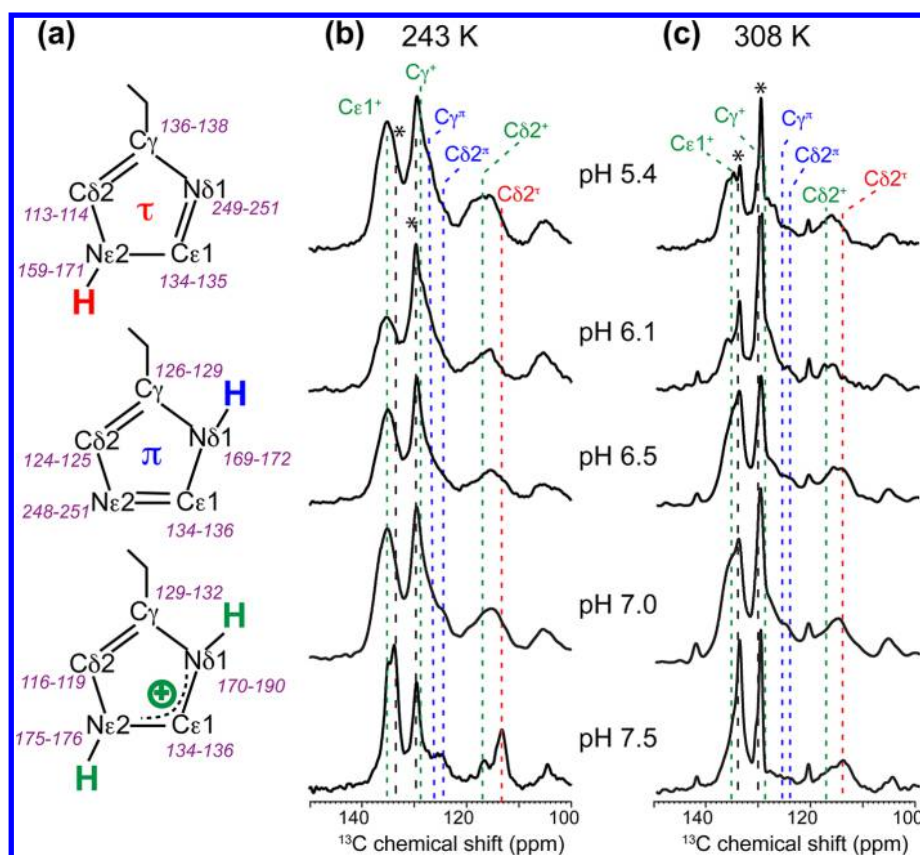 (a)
Cγ 136-138
Cδ2
113-114
τ
Nδ1
249-251
Nε2
159-171
Cε1
134-135
H
Cγ 126-129
H
Cδ2
124-125
π
Nδ1
169-172
Nε2
248-251
Cε1
134-136
Cγ 129-132
H
Cδ2
116-119
+
Nδ1
170-190
Nε2
175-176
Cε1
134-136
H
(b) 243 K
Cγ⁺
Cε1⁺
*
Cγπ
Cδ2π
Cδ2⁺
Cδ2τ
*
140 120 100
¹³C chemical shift (ppm)
pH 5.4
pH 6.1
pH 6.5
pH 7.0
pH 7.5
(c) 308 K
*
Cγ⁺
Cε1⁺
*
Cγπ
Cδ2π
Cδ2⁺
Cδ2τ
140 120 100
¹³C chemical shift (ppm)